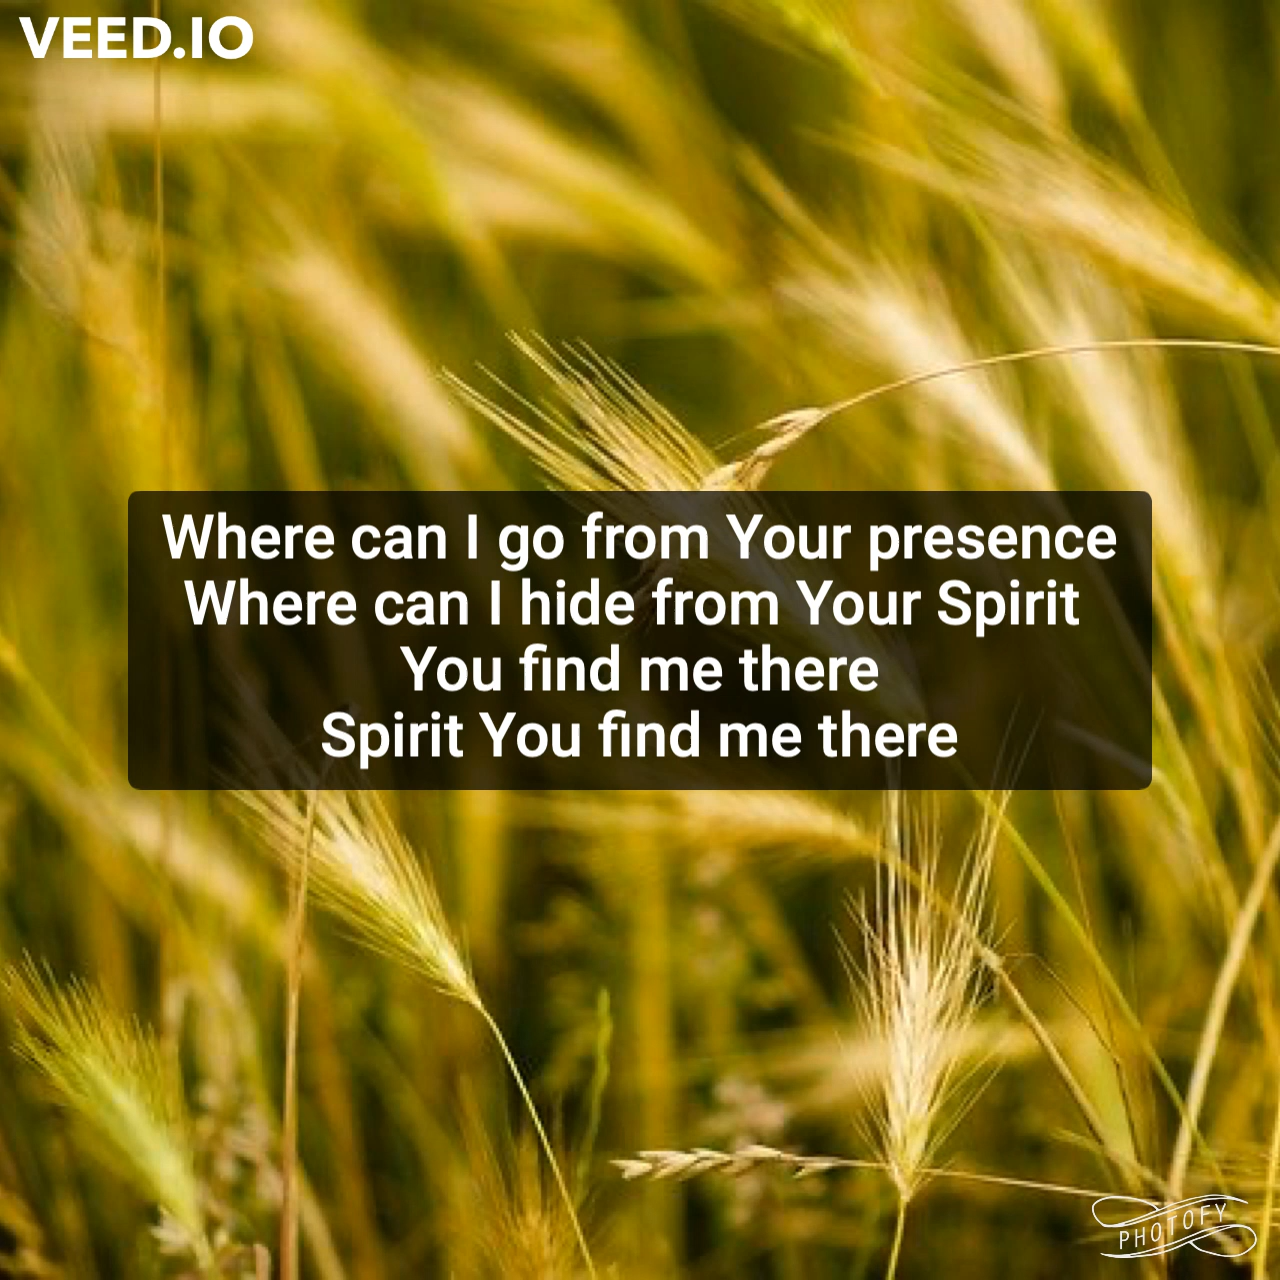 VEED.IO
Where can I go from Your presence
Where can I hide from Your Spirit
You find me there
Spirit You find me there
PHOTOFY